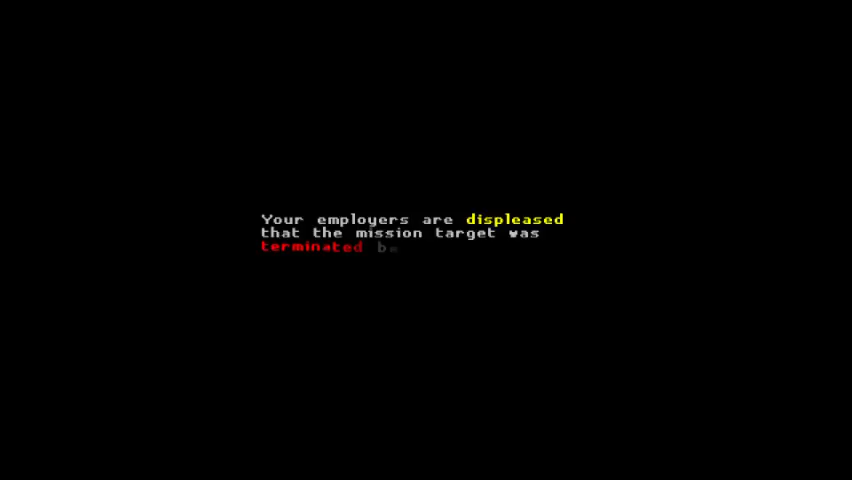 Your employers are displeased
that the mission target was
terminated